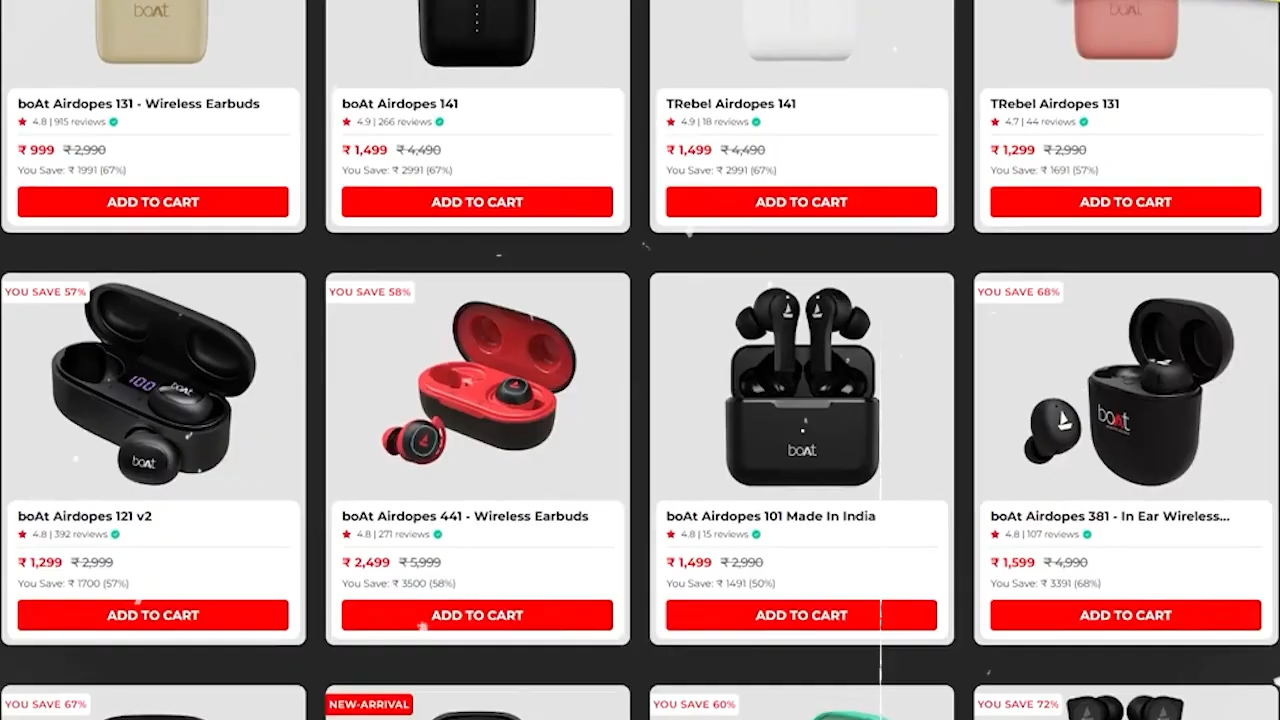 boAt
boAt
boAt Airdopes 131 - Wireless Earbuds
4.8 | 915 reviews
₹ 999 ₹ 2,990
You Save: ₹ 1991 (67%)
ADD TO CART
boAt Airdopes 141
4.9 | 266 reviews
₹ 1,499 ₹ 4,490
You Save: ₹ 2991 (67%)
ADD TO CART
TRebel Airdopes 141
4.9 | 18 reviews
₹ 1,499 ₹ 4,490
You Save: ₹ 2991 (67%)
ADD TO CART
TRebel Airdopes 131
4.7 | 44 reviews
₹ 1,299 ₹ 2,990
You Save: ₹ 1691 (57%)
ADD TO CART
YOU SAVE 57%
100
boAt
boAt
boAt Airdopes 121 v2
4.8 | 392 reviews
₹ 1,299 ₹ 2,999
You Save: ₹ 1700 (57%)
ADD TO CART
YOU SAVE 58%
boAt Airdopes 441 - Wireless Earbuds
4.8 | 271 reviews
₹ 2,499 ₹ 5,999
You Save: ₹ 3500 (58%)
ADD TO CART
boAt
boAt Airdopes 101 Made In India
4.8 | 15 reviews
₹ 1,499 ₹ 2,990
You Save: ₹ 1491 (50%)
ADD TO CART
YOU SAVE 68%
boAt
boAt Airdopes 381 - In Ear Wireless...
4.8 | 107 reviews
₹ 1,599 ₹ 4,990
You Save: ₹ 3391 (68%)
ADD TO CART
YOU SAVE 67%
NEW-ARRIVAL
YOU SAVE 60%
YOU SAVE 72%